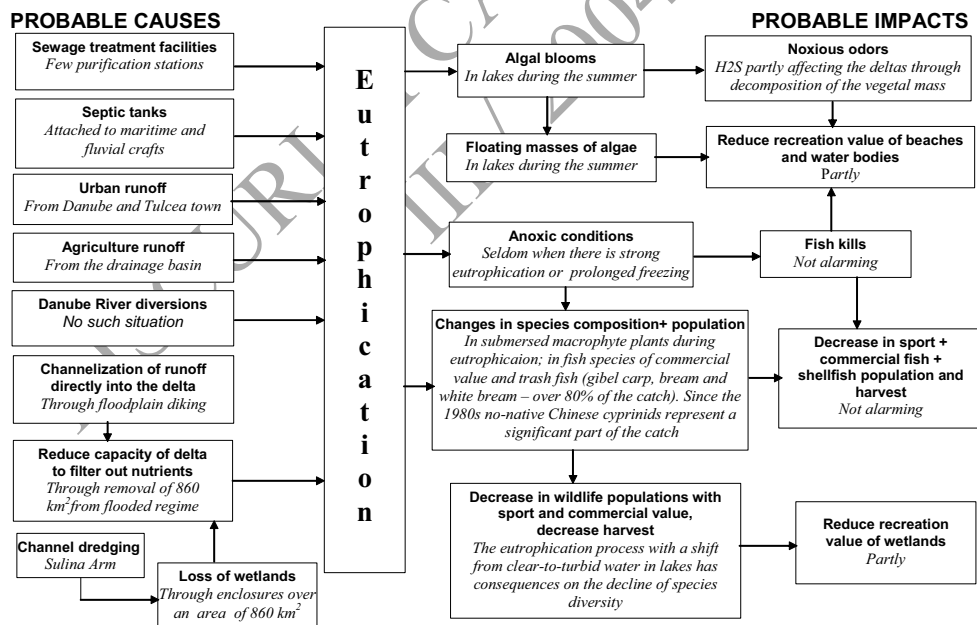 PROBABLE CAUSES
PROBABLE IMPACTS
Sewage treatment facilities
Few purification stations
Septic tanks
Attached to maritime and
fluvial crafts
Urban runoff
From Danube and Tulcea town
Agriculture runoff
From the drainage basin
Danube River diversions
No such situation
Channelization of runoff
directly into the delta
Through floodplain diking
Reduce capacity of delta
to filter out nutrients
Through removal of 860
km² from flooded regime
Channel dredging
Sulina Arm
Loss of wetlands
Through enclosures over
an area of 860 km²
Eutrophication
Algal blooms
In lakes during the summer
Floating masses of algae
In lakes during the summer
Anoxic conditions
Seldom when there is strong
eutrophication or prolonged freezing
Changes in species composition+ population
In submersed macrophyte plants during
eutrophicaion; in fish species of commercial
value and trash fish (gibel carp, bream and
white bream – over 80% of the catch). Since the
1980s no-native Chinese cyprinids represent a
significant part of the catch
Decrease in wildlife populations with
sport and commercial value,
decrease harvest
The eutrophication process with a shift
from clear-to-turbid water in lakes has
consequences on the decline of species
diversity
Noxious odors
H2S partly affecting the deltas through
decomposition of the vegetal mass
Reduce recreation value of beaches
and water bodies
Partly
Fish kills
Not alarming
Decrease in sport +
commercial fish +
shellfish population and
harvest
Not alarming
Reduce recreation
value of wetlands
Partly